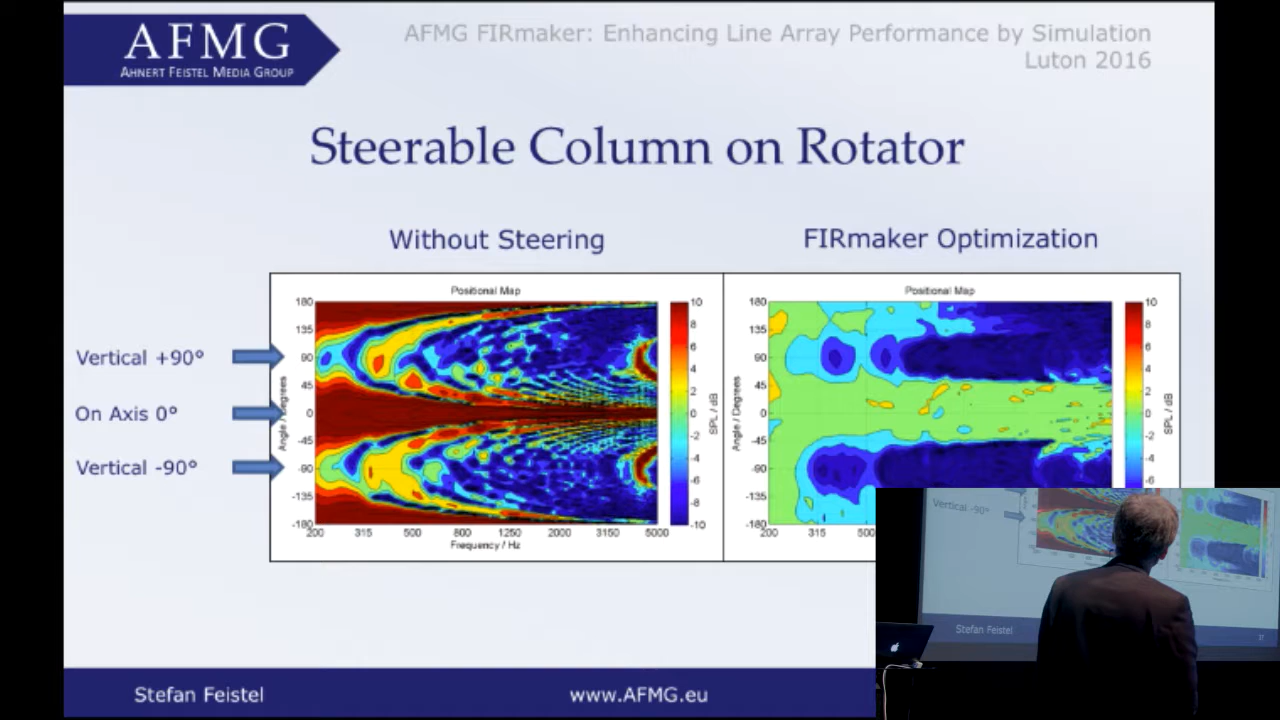 AFMG
AHNERT FEISTEL MEDIA GROUP
AFMG FIRmaker: Enhancing Line Array Performance by Simulation
Luton 2016
Steerable Column on Rotator
Without Steering
FIRmaker Optimization
Vertical +90°
On Axis 0°
Vertical -90°
Positional Map
180
135
90
45
0
-45
-90
-135
-180
Angle / Degrees
200 315 500 800 1250 2000 3150 5000
Frequency / Hz
10
8
6
4
2
0
-2
-4
-6
-8
-10
SPL / dB
Positional Map
180
135
90
45
0
-45
-90
-135
-180
Angle / Degrees
200 315 500
10
8
6
4
2
0
-2
-4
-6
SPL / dB
Vertical -90°
Stefan Feistel
Stefan Feistel
www.AFMG.eu